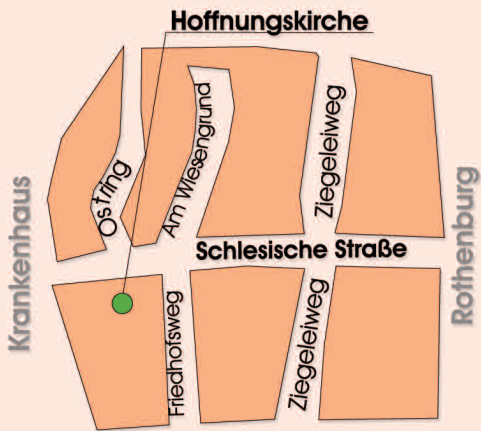 Hoffnungskirche
Ostring
Am Wiesengrund
Ziegeleiweg
Krankenhaus
Schlesische Straße
Rothenburg
Friedhofsweg
Ziegeleiweg